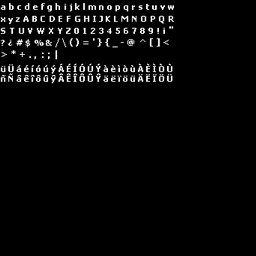 a b c d e f g h i j k l m n o p q r s t u v w
x y z A B C D E F G H I J K L M N O P Q R
S T U V W X Y Z 0 1 2 3 4 5 6 7 8 9 ! i "
? ¿ # $ % & / \ ( ) = ' } { _ - @ ^ [ ] <
> * + . , : ; |
ü Ü á é í ó ú ý Á É Í Ó Ú Ý à è ì ò ù À È Ì Ò Ù
ñ Ñ â ê î ô û ŷ Â Ê Î Ô Û Ŷ ä ë ï ö ü Ä Ë Ï Ö Ü